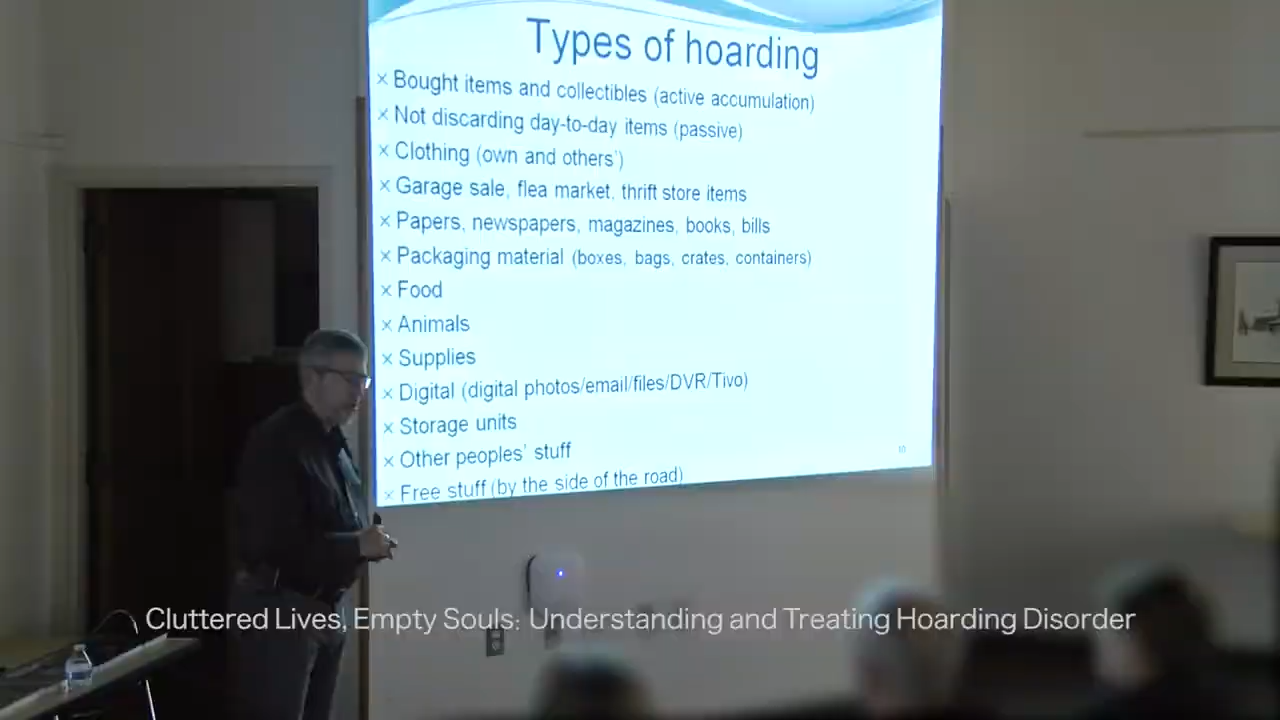 Types of hoarding
× Bought items and collectibles (active accumulation)
× Not discarding day-to-day items (passive)
× Clothing (own and others')
× Garage sale, flea market, thrift store items
× Papers, newspapers, magazines, books, bills
× Packaging material (boxes, bags, crates, containers)
× Food
× Animals
× Supplies
× Digital (digital photos/email/files/DVR/Tivo)
× Storage units
× Other peoples' stuff
10
× Free stuff (by the side of the road)
Cluttered Lives, Empty Souls: Understanding and Treating Hoarding Disorder